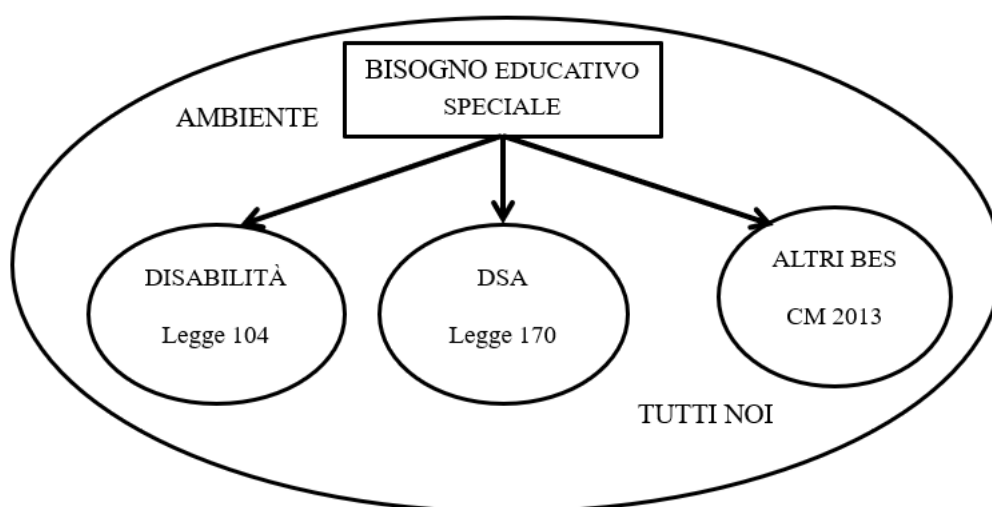 BISOGNO EDUCATIVO
SPECIALE
AMBIENTE
DISABILITÀ
Legge 104
DSA
Legge 170
ALTRI BES
CM 2013
TUTTI NOI